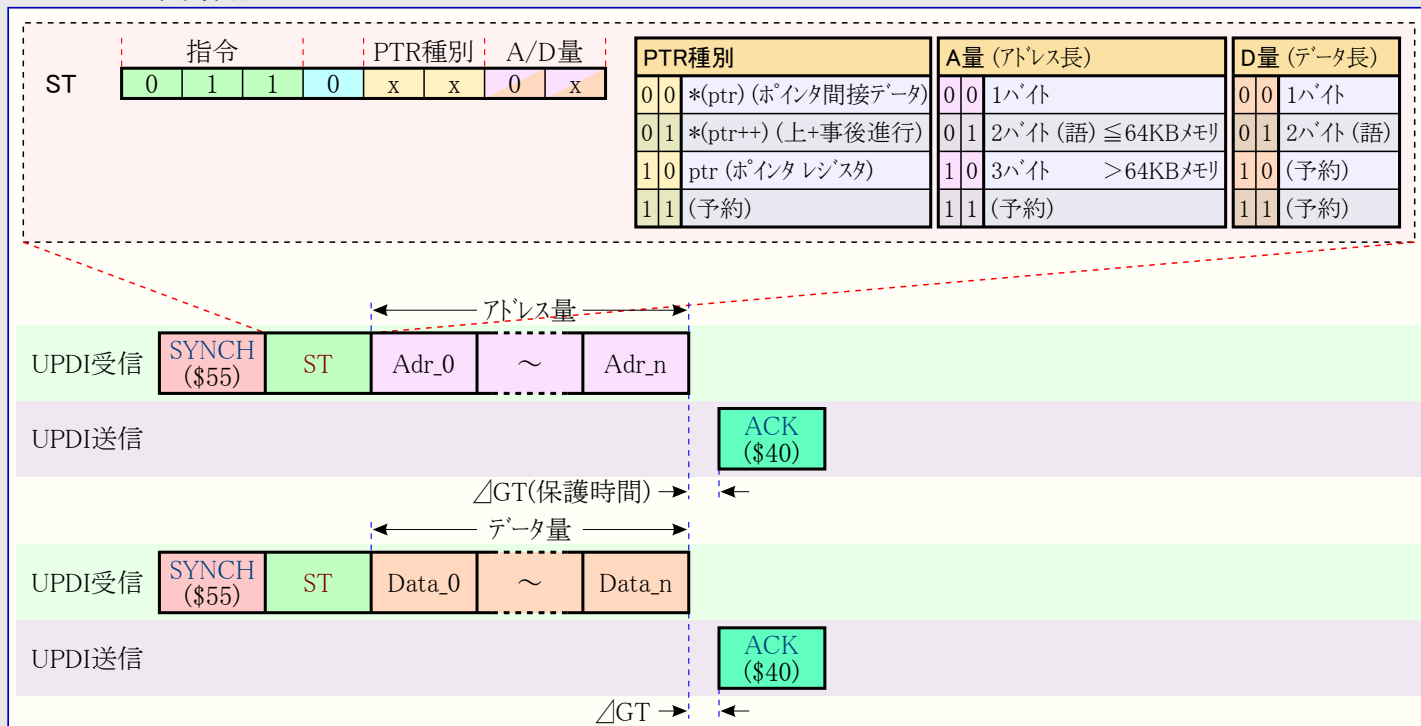 指令 PTR種別 A/D量
ST 0 1 1 0 x x 0 x
PTR種別
0 0 *(ptr) (ポインタ間接データ)
0 1 *(ptr++) (上+事後進行)
1 0 ptr (ポインタ レジスタ)
1 1 (予約)
A量 (アドレス長)
0 0 1バイト
0 1 2バイト (語) ≦64KBメモリ
1 0 3バイト >64KBメモリ
1 1 (予約)
D量 (データ長)
0 0 1バイト
0 1 2バイト (語)
1 0 (予約)
1 1 (予約)
アドレス量
UPDI受信 SYNCH ($55) ST Adr_0 ～ Adr_n
UPDI送信 ACK ($40)
⊿GT(保護時間)
データ量
UPDI受信 SYNCH ($55) ST Data_0 ～ Data_n
UPDI送信 ACK ($40)
⊿GT